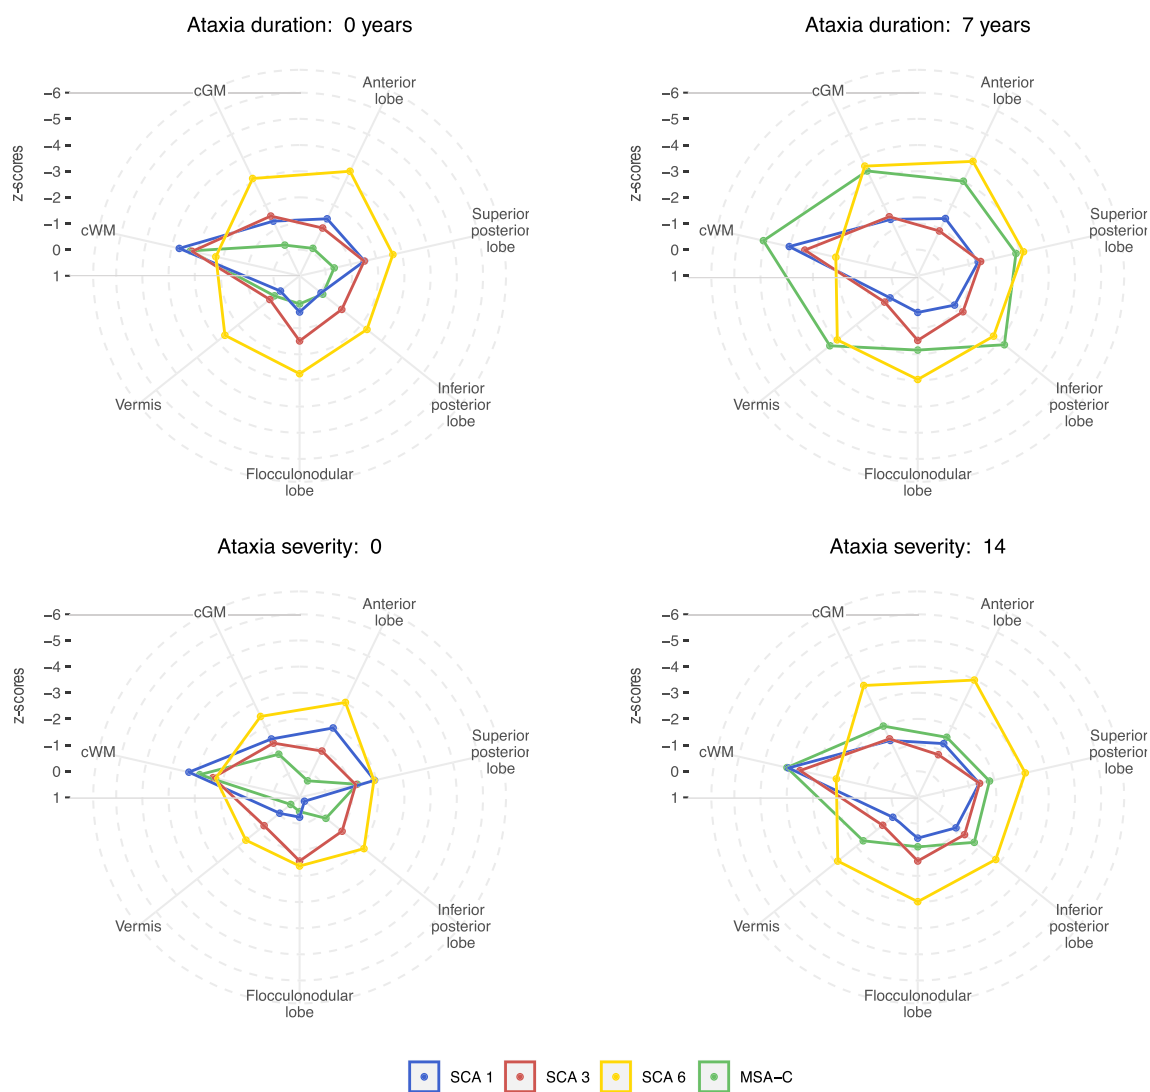 Ataxia duration: 0 years
z-scores
−6
−5
−4
−3
−2
−1
0
1
cGM
Anterior
lobe
Superior
posterior
lobe
Inferior
posterior
lobe
Flocculonodular
lobe
Vermis
cWM
Ataxia duration: 7 years
z-scores
−6
−5
−4
−3
−2
−1
0
1
cGM
Anterior
lobe
Superior
posterior
lobe
Inferior
posterior
lobe
Flocculonodular
lobe
Vermis
cWM
Ataxia severity: 0
z-scores
−6
−5
−4
−3
−2
−1
0
1
cGM
Anterior
lobe
Superior
posterior
lobe
Inferior
posterior
lobe
Flocculonodular
lobe
Vermis
cWM
Ataxia severity: 14
z-scores
−6
−5
−4
−3
−2
−1
0
1
cGM
Anterior
lobe
Superior
posterior
lobe
Inferior
posterior
lobe
Flocculonodular
lobe
Vermis
cWM
SCA 1 SCA 3 SCA 6 MSA−C